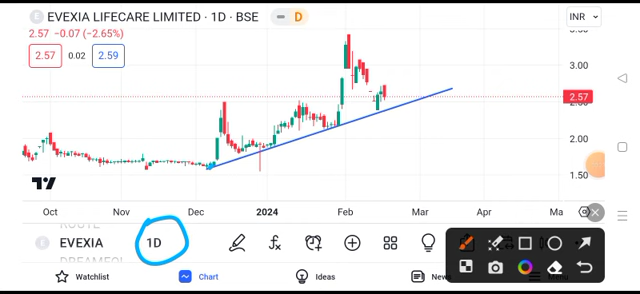 E EVEXIA LIFECARE LIMITED · 1D · BSE D INR
2.57 -0.07 (-2.65%)
2.57 0.02 2.59
3.00
2.57
2.00
1.50
Oct Nov Dec 2024 Feb Mar Apr
E EVEXIA 1D
Watchlist Chart Ideas News